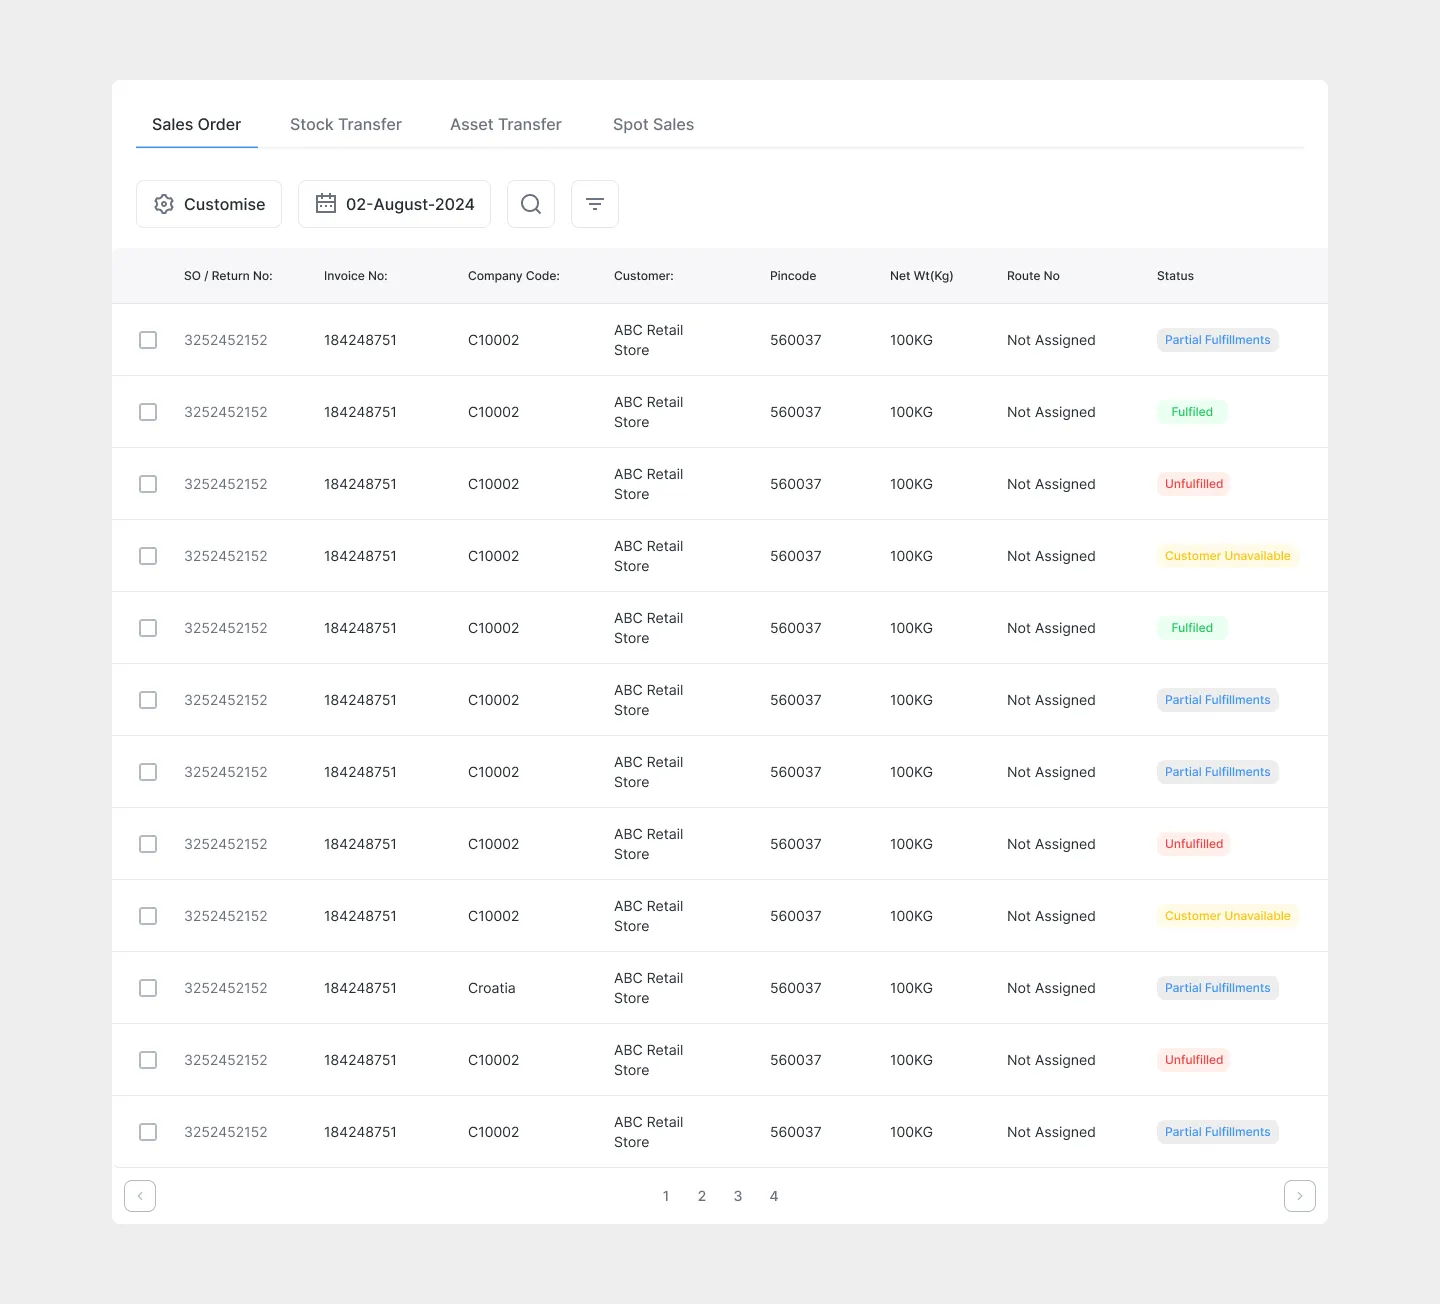 Sales Order Stock Transfer Asset Transfer Spot Sales
Customise 02-August-2024
SO / Return No: Invoice No: Company Code: Customer: Pincode Net Wt(Kg) Route No Status
3252452152 184248751 C10002 ABC Retail Store 560037 100KG Not Assigned Partial Fulfillments
3252452152 184248751 C10002 ABC Retail Store 560037 100KG Not Assigned Fulfiled
3252452152 184248751 C10002 ABC Retail Store 560037 100KG Not Assigned Unfulfilled
3252452152 184248751 C10002 ABC Retail Store 560037 100KG Not Assigned Customer Unavailable
3252452152 184248751 C10002 ABC Retail Store 560037 100KG Not Assigned Fulfiled
3252452152 184248751 C10002 ABC Retail Store 560037 100KG Not Assigned Partial Fulfillments
3252452152 184248751 C10002 ABC Retail Store 560037 100KG Not Assigned Partial Fulfillments
3252452152 184248751 C10002 ABC Retail Store 560037 100KG Not Assigned Unfulfilled
3252452152 184248751 C10002 ABC Retail Store 560037 100KG Not Assigned Customer Unavailable
3252452152 184248751 Croatia ABC Retail Store 560037 100KG Not Assigned Partial Fulfillments
3252452152 184248751 C10002 ABC Retail Store 560037 100KG Not Assigned Unfulfilled
3252452152 184248751 C10002 ABC Retail Store 560037 100KG Not Assigned Partial Fulfillments
1 2 3 4